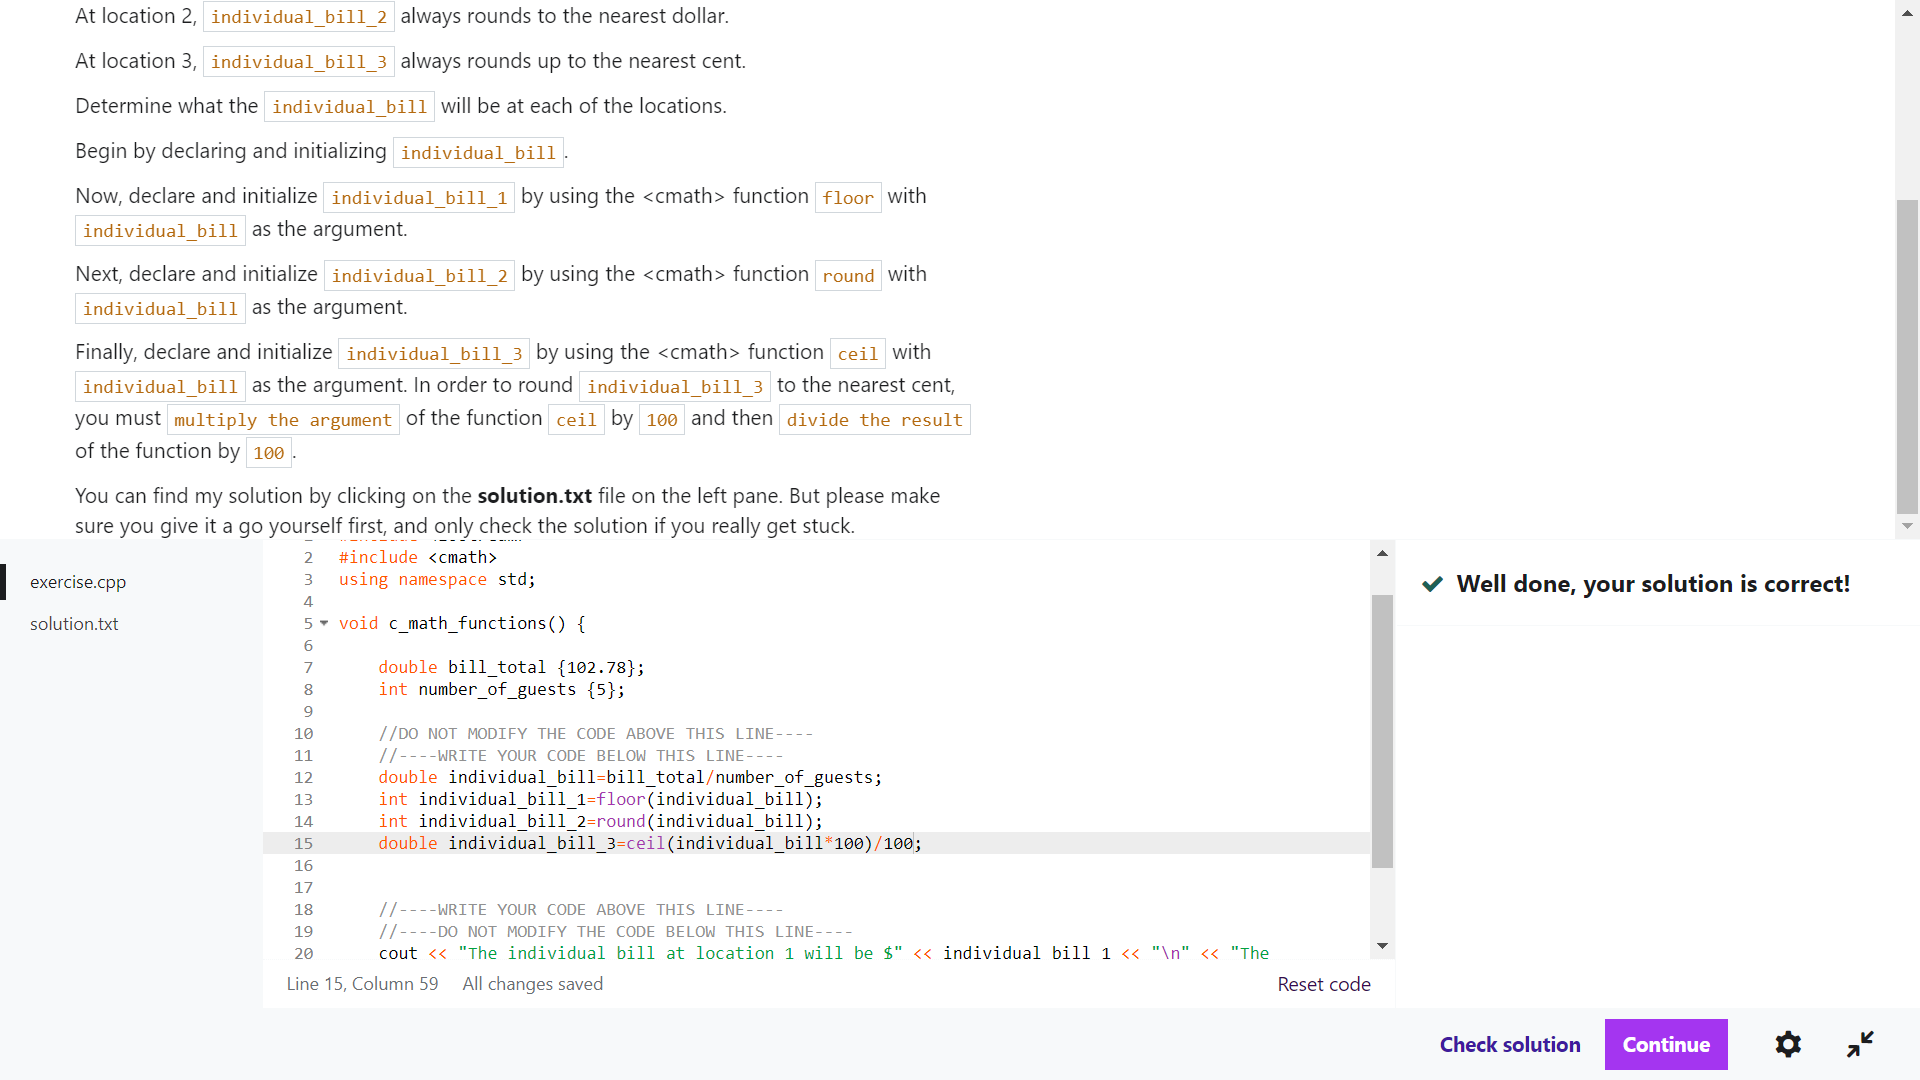 At location 2, individual_bill_2 always rounds to the nearest dollar.
At location 3, individual_bill_3 always rounds up to the nearest cent.
Determine what the individual_bill will be at each of the locations.
Begin by declaring and initializing individual_bill.
Now, declare and initialize individual_bill_1 by using the <cmath> function floor with
individual_bill as the argument.
Next, declare and initialize individual_bill_2 by using the <cmath> function round with
individual_bill as the argument.
Finally, declare and initialize individual_bill_3 by using the <cmath> function ceil with
individual_bill as the argument. In order to round individual_bill_3 to the nearest cent,
you must multiply the argument of the function ceil by 100 and then divide the result
of the function by 100.
You can find my solution by clicking on the solution.txt file on the left pane. But please make
sure you give it a go yourself first, and only check the solution if you really get stuck.
exercise.cpp
solution.txt
2 #include <cmath>
3 using namespace std;
4
5 void c_math_functions() {
6
7 double bill_total {102.78};
8 int number_of_guests {5};
9
10 //DO NOT MODIFY THE CODE ABOVE THIS LINE----
11 //----WRITE YOUR CODE BELOW THIS LINE----
12 double individual_bill=bill_total/number_of_guests;
13 int individual_bill_1=floor(individual_bill);
14 int individual_bill_2=round(individual_bill);
15 double individual_bill_3=ceil(individual_bill*100)/100;
16
17
18 //----WRITE YOUR CODE ABOVE THIS LINE----
19 //----DO NOT MODIFY THE CODE BELOW THIS LINE----
20 cout << "The individual bill at location 1 will be $" << individual_bill_1 << "\n" << "The
Line 15, Column 59 All changes saved
Reset code
Well done, your solution is correct!
Check solution
Continue